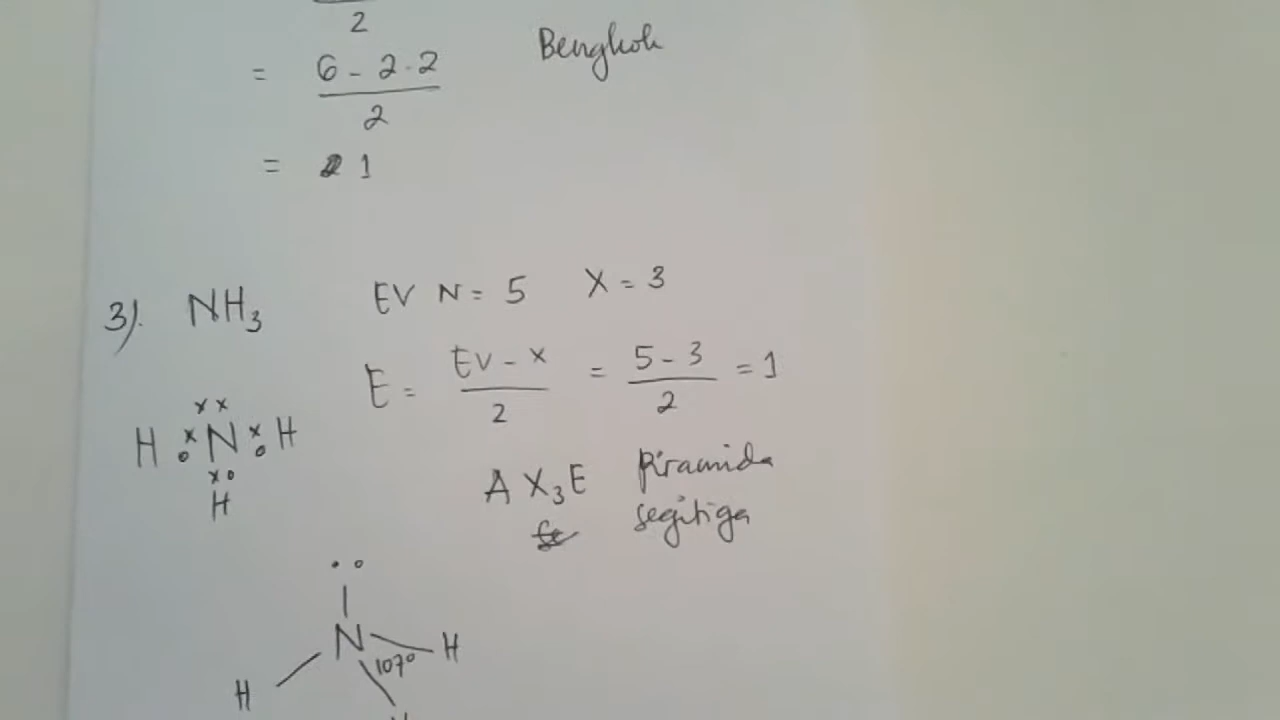 2
= 6 - 2.2 / 2 Bengkok
= 1
3). NH3 EV N = 5 X = 3
E = EV - x / 2 = 5 - 3 / 2 = 1
x x
H °x N x° H
x o
H
AX3E Piramida
segitiga
N
107°
H
H